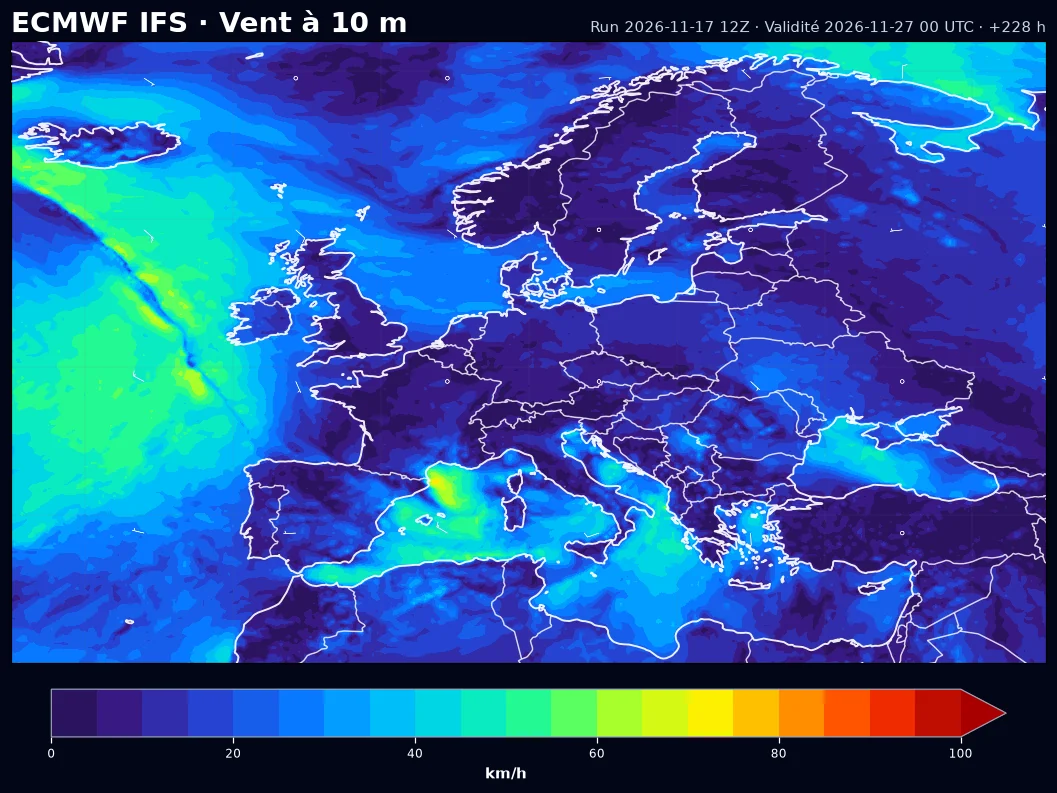 ECMWF IFS · Vent à 10 m
Run 2026-11-17 12Z · Validité 2026-11-27 00 UTC · +228 h
0 20 40 60 80 100
km/h